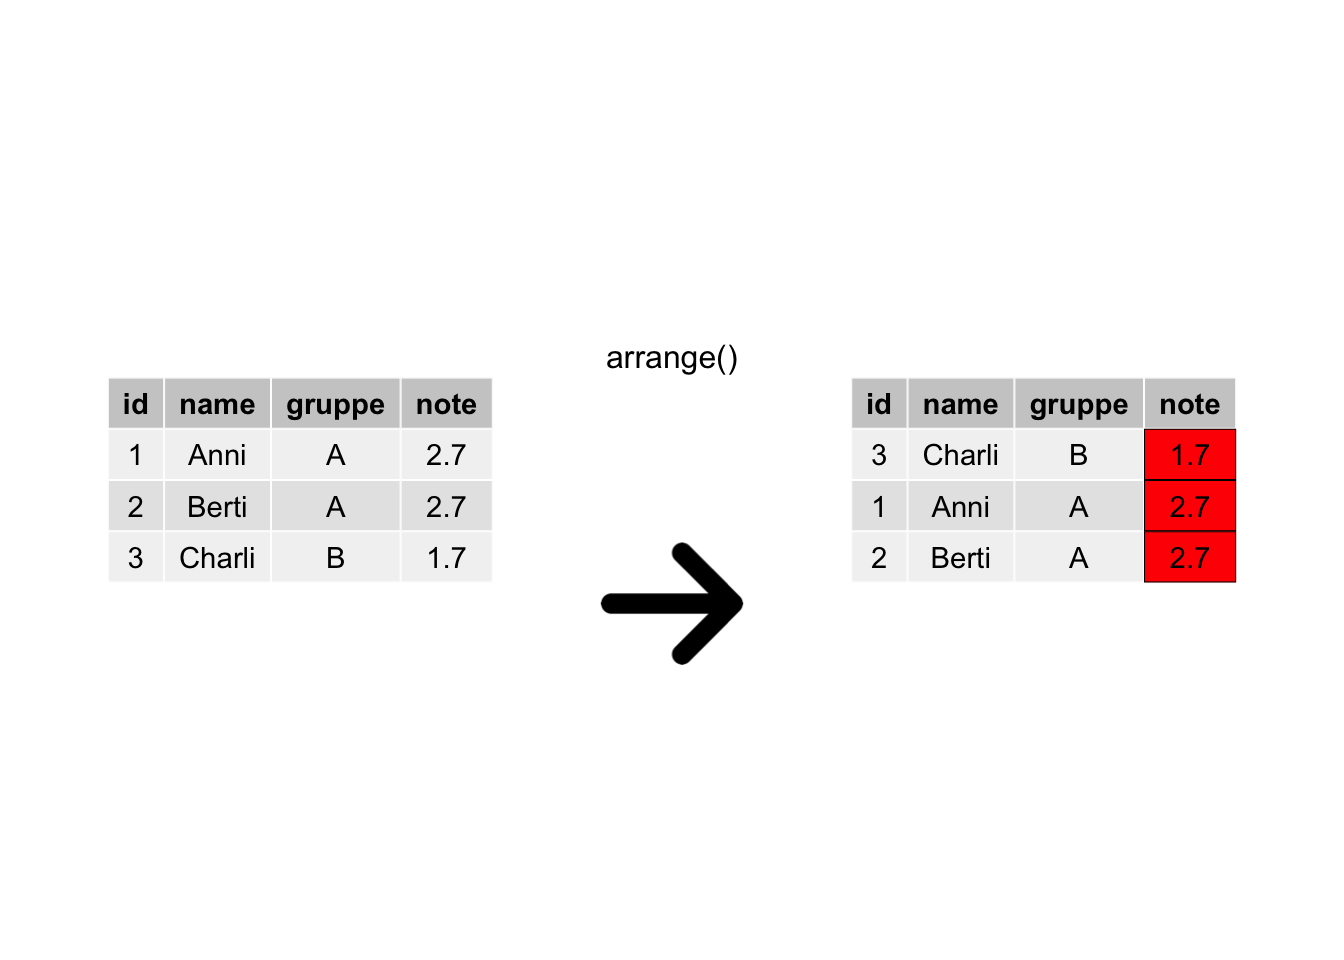 arrange()
id name gruppe note
1 Anni A 2.7
2 Berti A 2.7
3 Charli B 1.7
id name gruppe note
3 Charli B 1.7
1 Anni A 2.7
2 Berti A 2.7